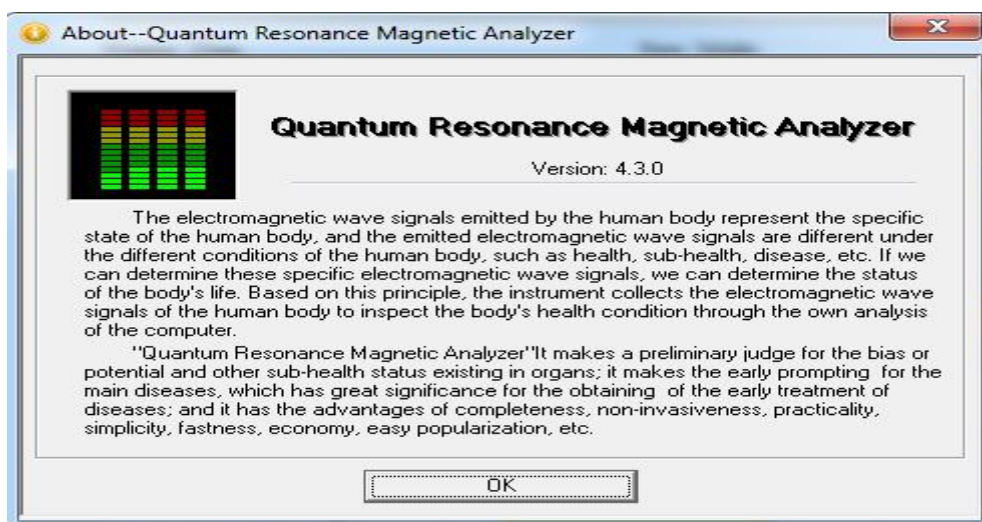 About--Quantum Resonance Magnetic Analyzer
Quantum Resonance Magnetic Analyzer
Version: 4.3.0
The electromagnetic wave signals emitted by the human body represent the specific
state of the human body, and the emitted electromagnetic wave signals are different under
the different conditions of the human body, such as health, sub-health, disease, etc. If we
can determine these specific electromagnetic wave signals, we can determine the status
of the body's life. Based on this principle, the instrument collects the electromagnetic wave
signals of the human body to inspect the body's health condition through the own analysis
of the computer.
"Quantum Resonance Magnetic Analyzer"It makes a preliminary judge for the bias or
potential and other sub-health status existing in organs; it makes the early prompting for the
main diseases, which has great significance for the obtaining of the early treatment of
diseases; and it has the advantages of completeness, non-invasiveness, practicality,
simplicity, fastness, economy, easy popularization, etc.
OK